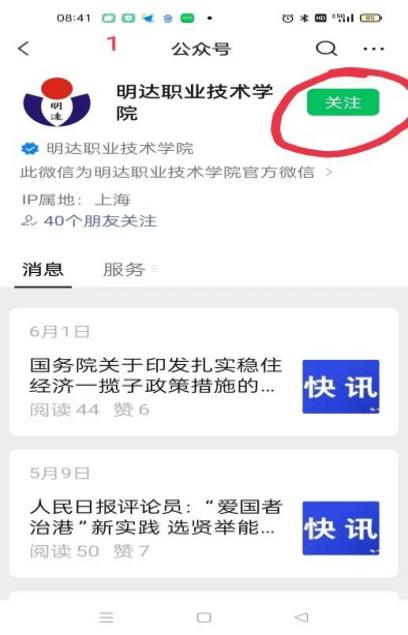 08:41
HD
5G
85
1
公众号
明达
明达职业技术学
院
关注
明达职业技术学院
此微信为明达职业技术学院官方微信
IP属地：上海
40个朋友关注
消息
服务
6月1日
国务院关于印发扎实稳住
经济一揽子政策措施的...
快讯
阅读 44 赞 6
5月9日
人民日报评论员：“爱国者
治港”新实践 选贤举能...
快讯
阅读 50 赞 7